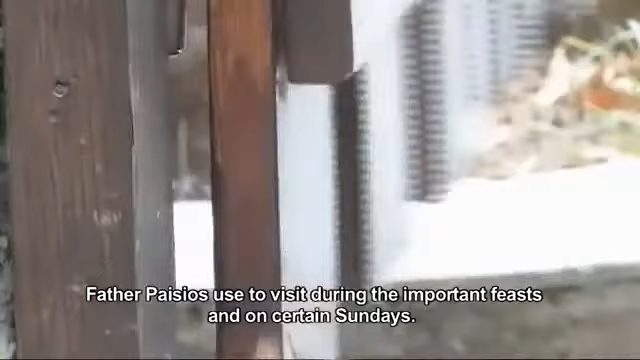 Father Paisios use to visit during the important feasts
and on certain Sundays.